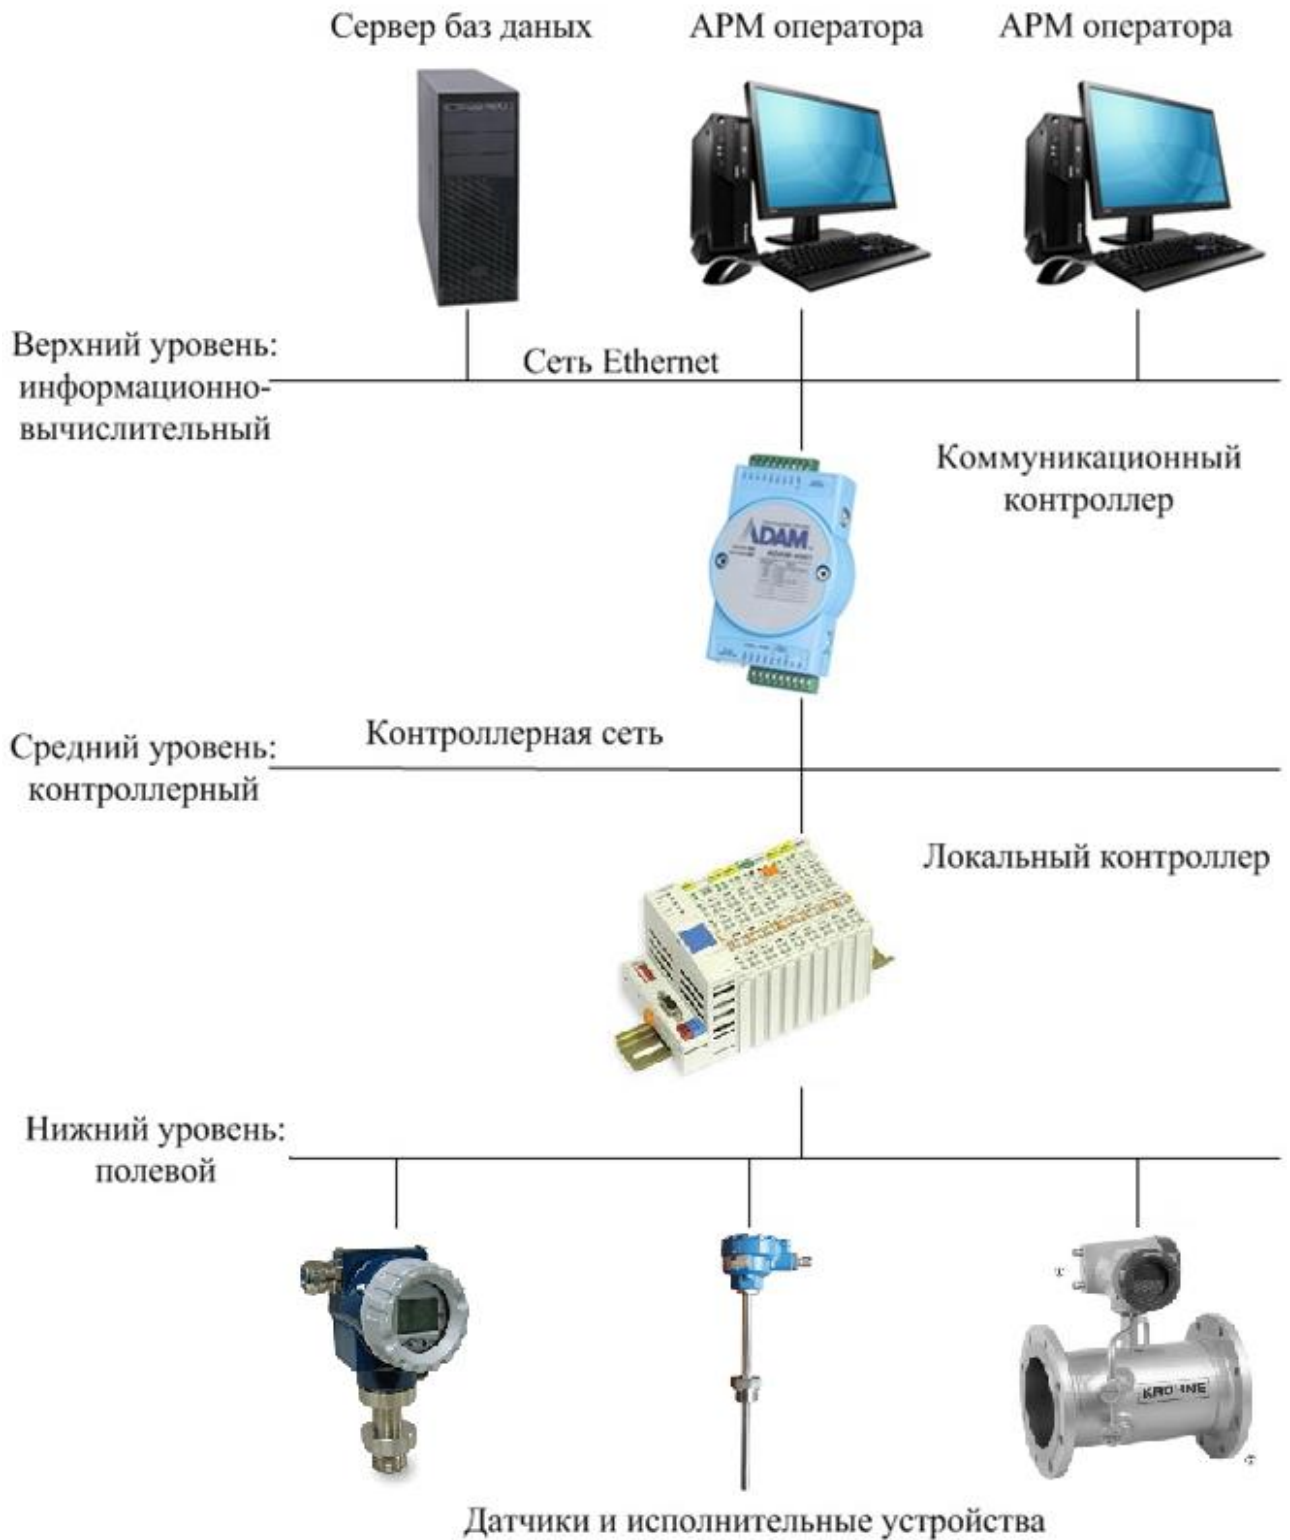 Сервер баз даных
АРМ оператора
АРМ оператора
Верхний уровень:
информационно-
вычислительный
Сеть Ethernet
Коммуникационный
контроллер
ADAM
Средний уровень:
контроллерный
Контроллерная сеть
Локальный контроллер
Нижний уровень:
полевой
KROHNE
Датчики и исполнительные устройства